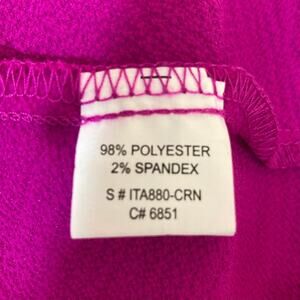 98% POLYESTER
2% SPANDEX
S # ITA880-CRN
C# 6851